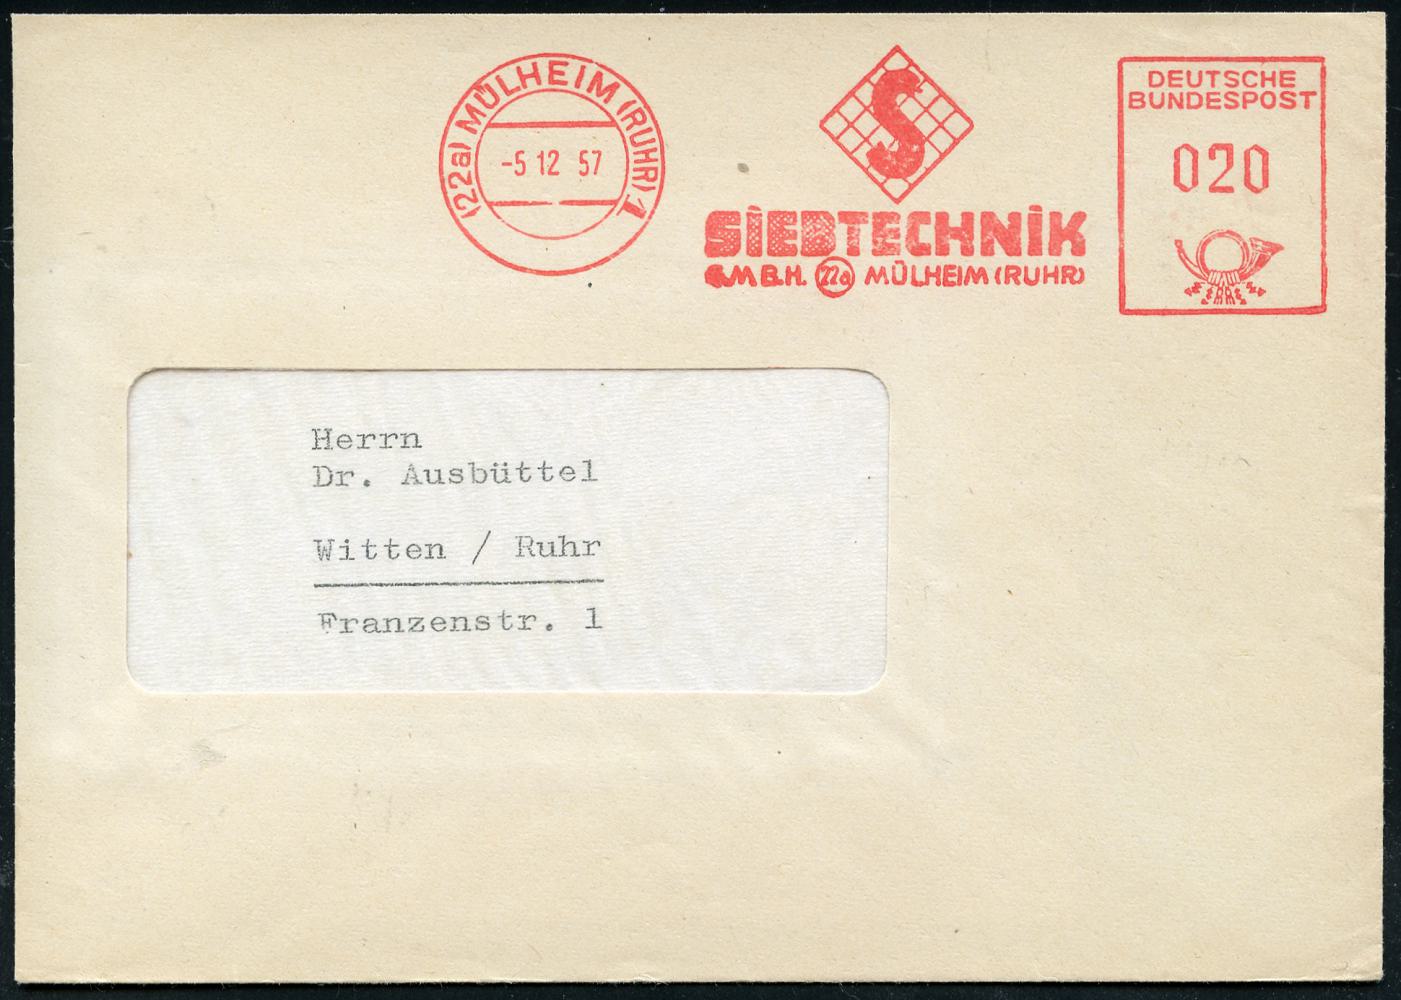 (22a) MÜLHEIM (RUHR) 1
-5 12 57
S
SIEBTECHNIK
G.M.B.H. 22a MÜLHEIM (RUHR)
DEUTSCHE
BUNDESPOST
020
Herrn
Dr. Ausbüttel
Witten / Ruhr
Franzenstr. 1